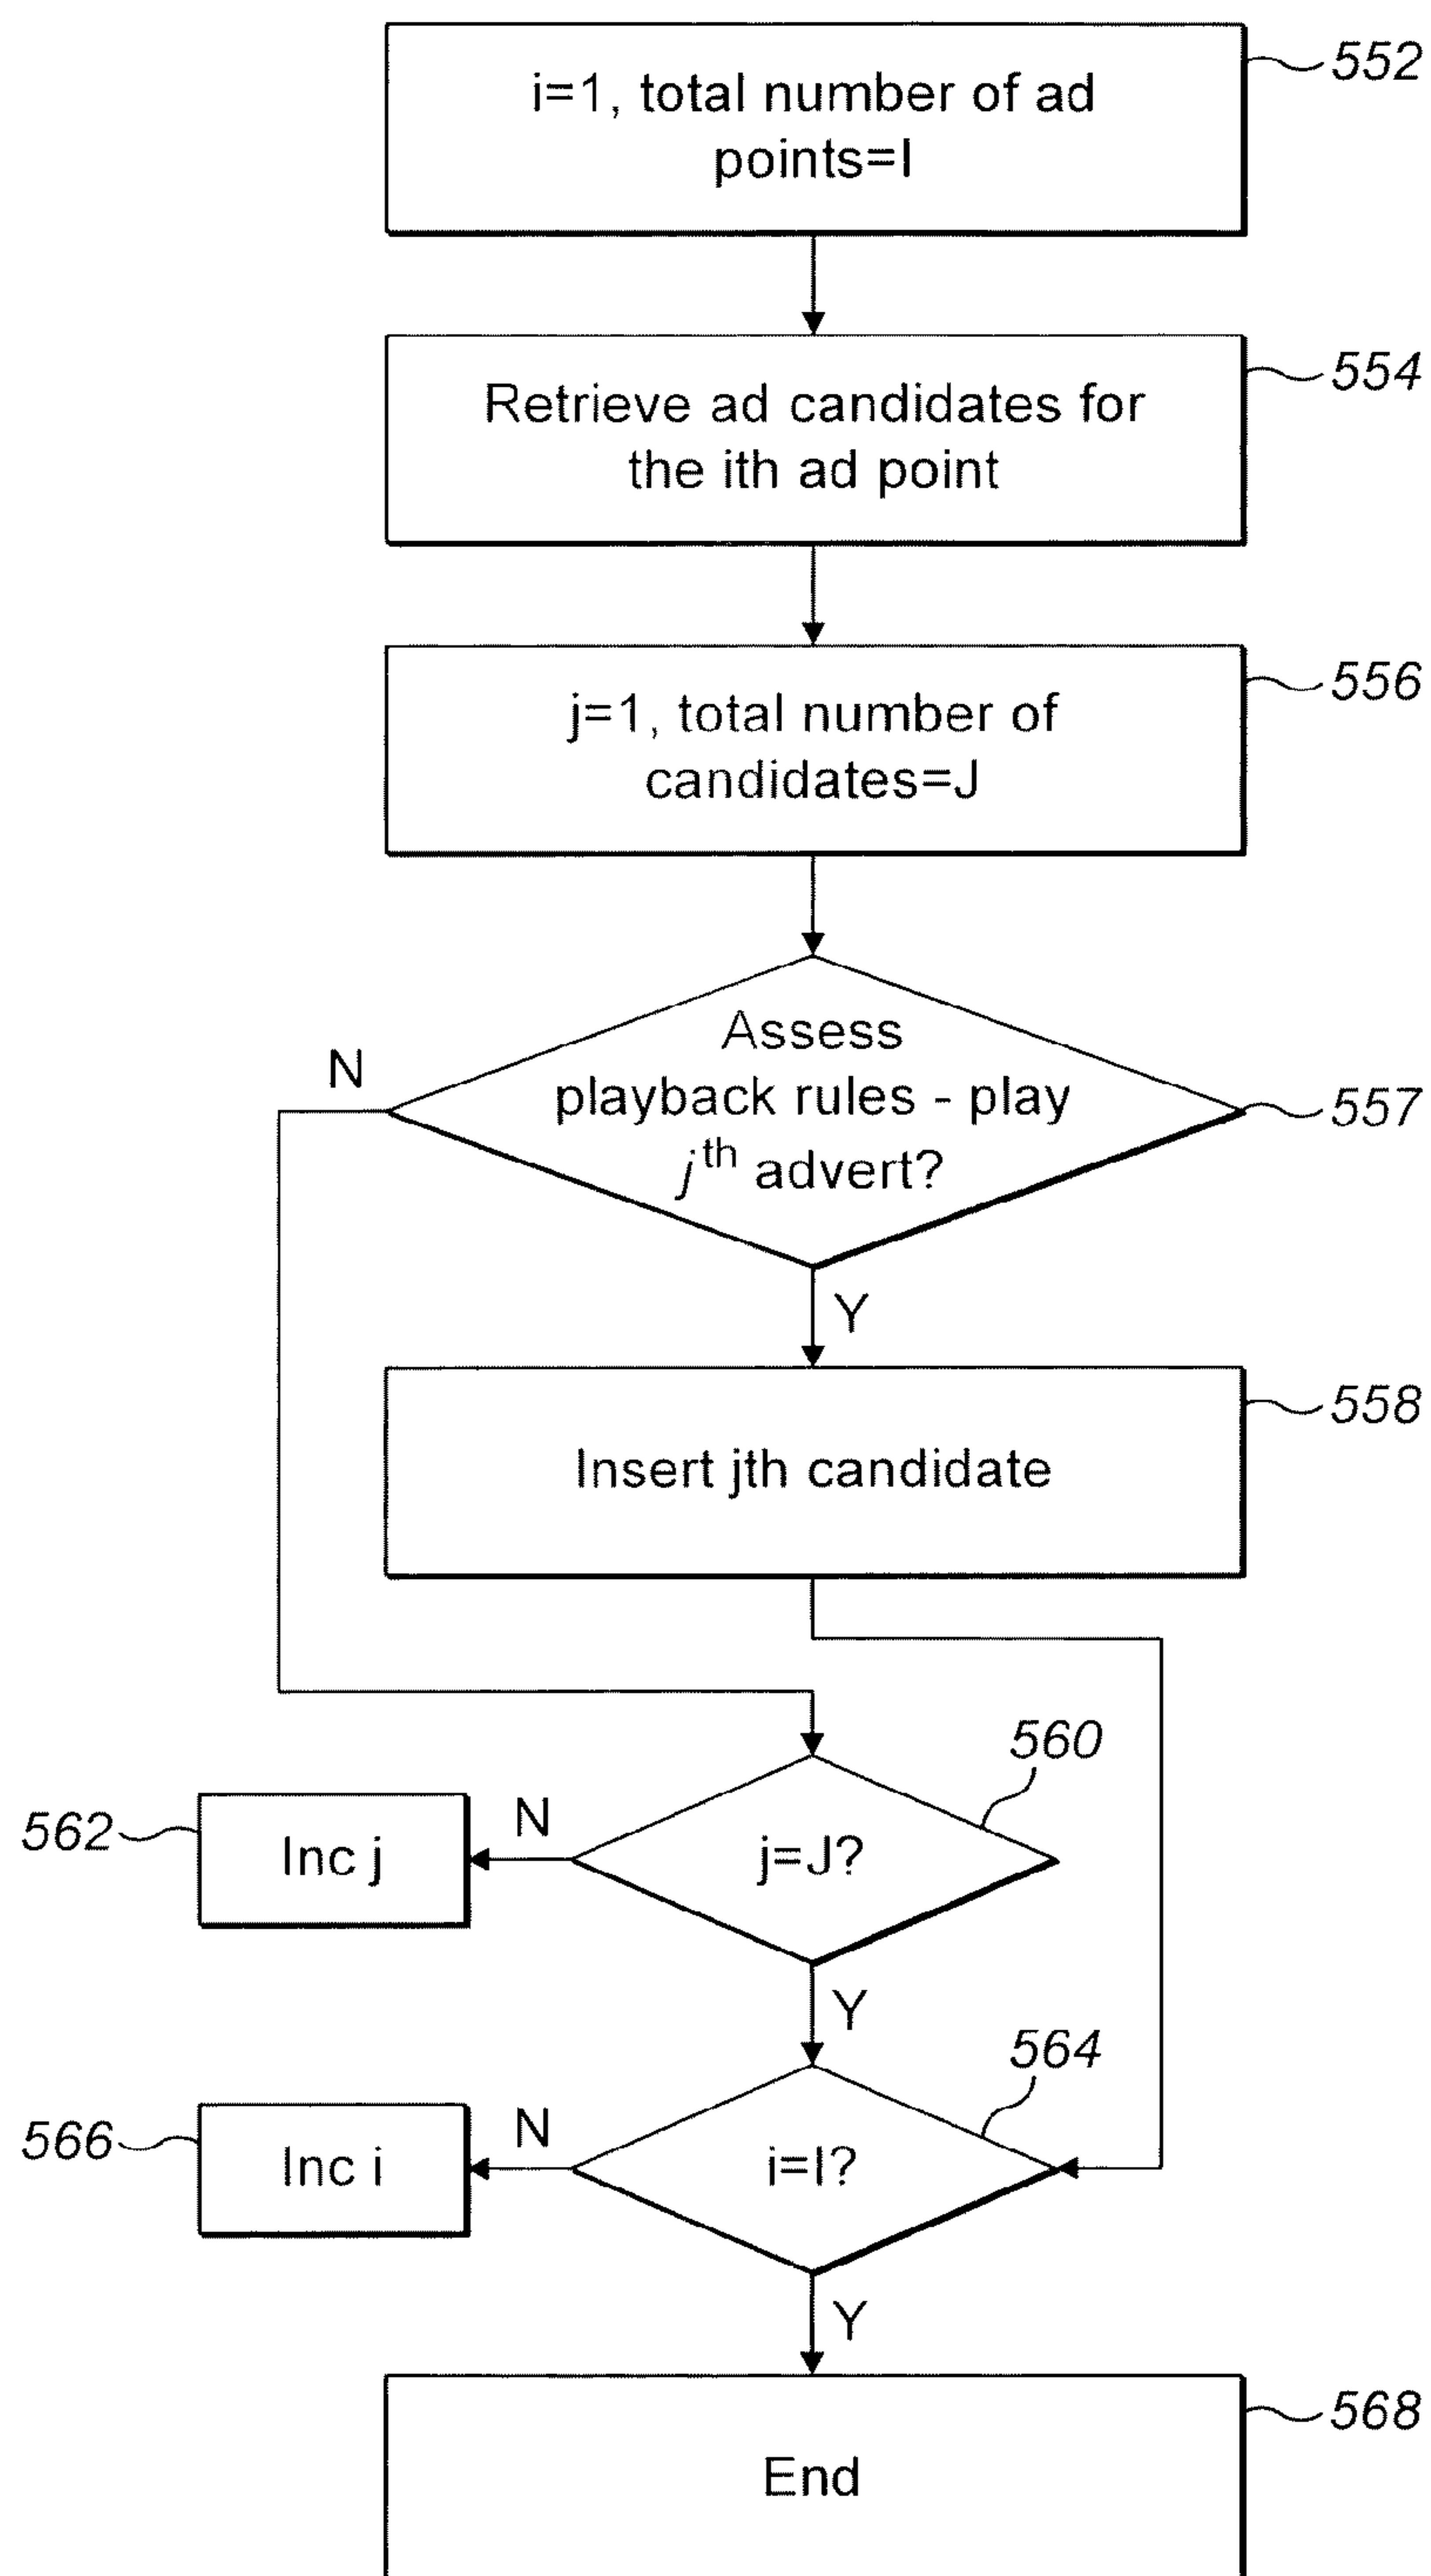 i=1, total number of ad
points=I
552
Retrieve ad candidates for
the ith ad point
554
j=1, total number of
candidates=J
556
Assess
playback rules - play
jth advert?
N
557
Y
Insert jth candidate
558
560
j=J?
N
Inc j
562
Y
564
i=I?
N
Inc i
566
Y
End
568